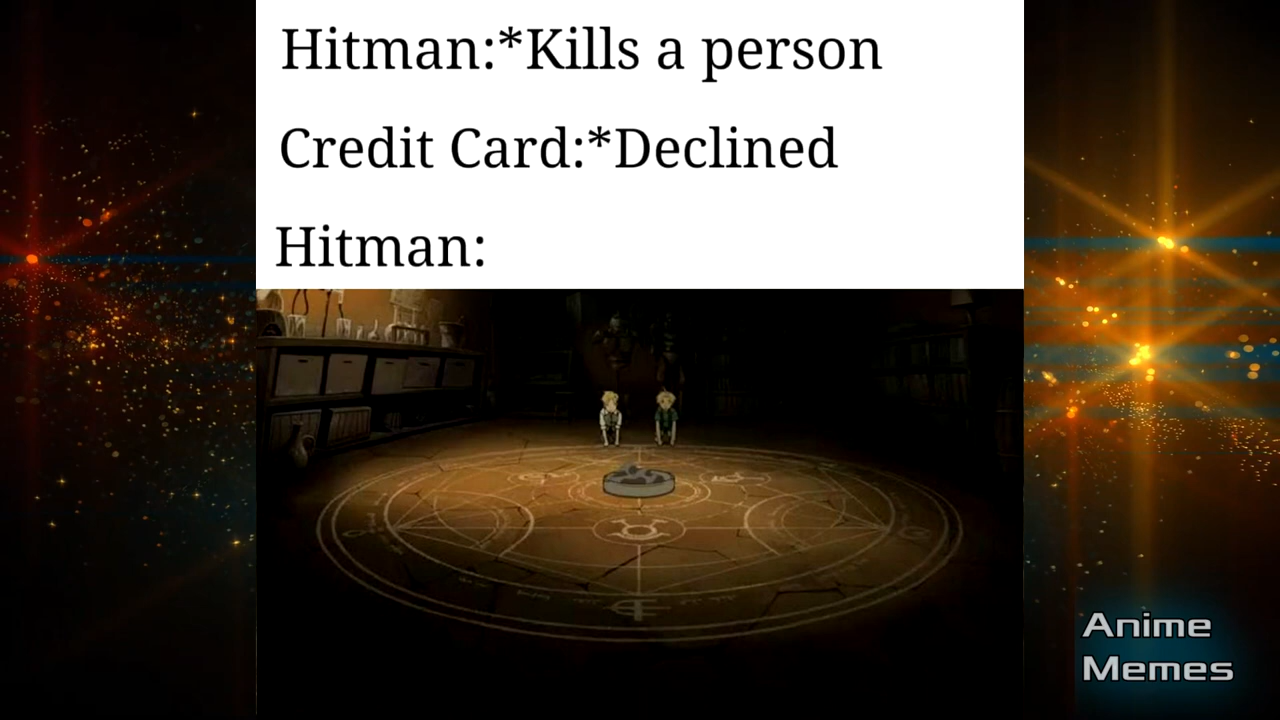 Hitman:*Kills a person
Credit Card:*Declined
Hitman:
Anime
Memes